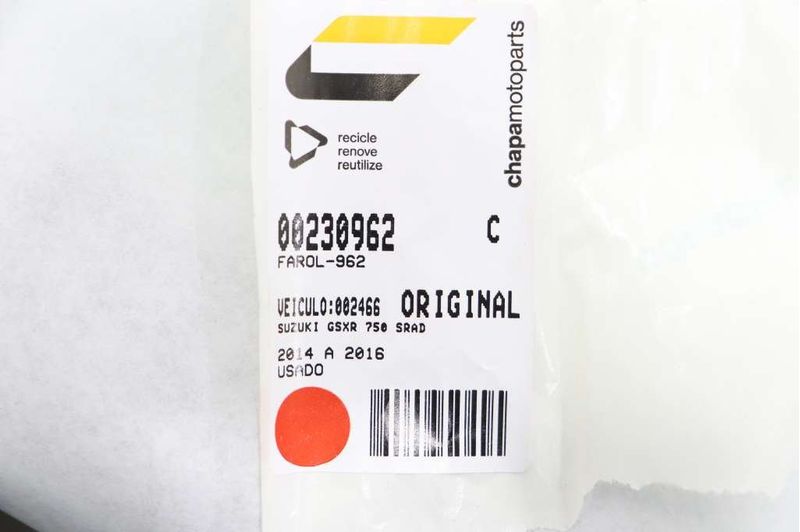 chapamotoparts
recicle
renove
reutilize
00230962 C
FAROL-962
VEICULO:002466 ORIGINAL
SUZUKI GSXR 750 SRAD
2014 A 2016
USADO